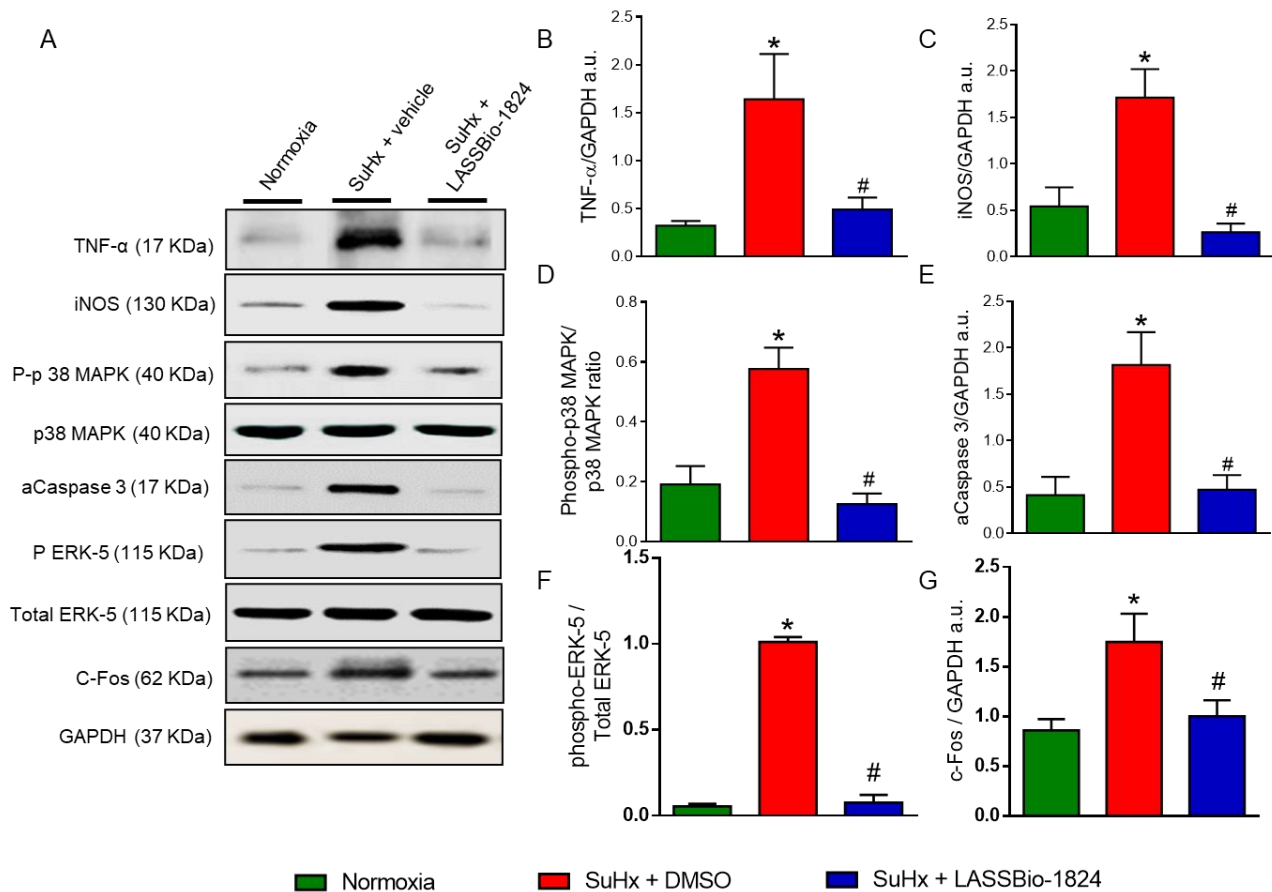 A
Normoxia
SuHx + vehicle
SuHx +
LASSBio-1824
TNF-α (17 KDa)
iNOS (130 KDa)
P-p 38 MAPK (40 KDa)
p38 MAPK (40 KDa)
aCaspase 3 (17 KDa)
P ERK-5 (115 KDa)
Total ERK-5 (115 KDa)
C-Fos (62 KDa)
GAPDH (37 KDa)
B
TNF-α/GAPDH a.u.
2.5
2.0
1.5
1.0
0.5
0.0
*
#
C
iNOS/GAPDH a.u.
2.5
2.0
1.5
1.0
0.5
0.0
*
#
D
Phospho-p38 MAPK/
p38 MAPK ratio
0.8
0.6
0.4
0.2
0.0
*
#
E
aCaspase 3/GAPDH a.u.
2.5
2.0
1.5
1.0
0.5
0.0
*
#
F
phospho-ERK-5 /
Total ERK-5
1.5
1.0
0.5
0.0
*
#
G
c-Fos / GAPDH a.u.
2.5
2.0
1.5
1.0
0.5
0.0
*
#
Normoxia
SuHx + DMSO
SuHx + LASSBio-1824